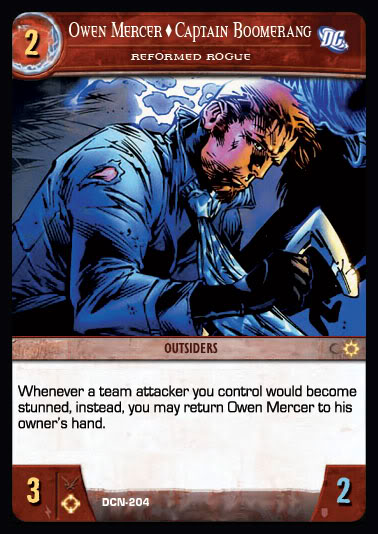 2
Owen Mercer♦Captain Boomerang
DC
REFORMED ROGUE
OUTSIDERS
C
Whenever a team attacker you control would become
stunned, instead, you may return Owen Mercer to his
owner's hand.
3
DCN-204
2